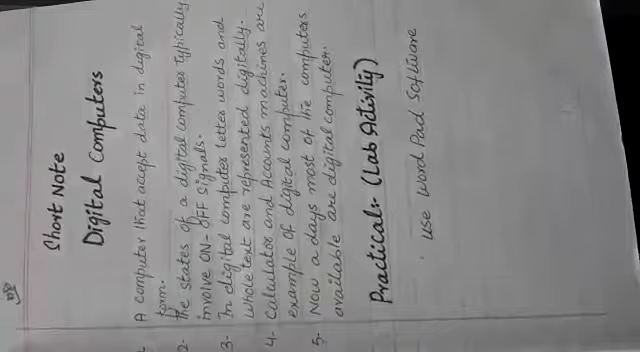 Short Note
Digital Computers
A computer that accept data in digital
form.
2- The states of a digital computer typically
involve ON-OFF Signals.
3- In digital computer letter words and
whole text are represented digitally.
4- Calculator and Accounts machines are
example of digital computer.
5- Now a days most of the computers
available are digital computer.
Practical:- (Lab Activity)
use Word Pad Software